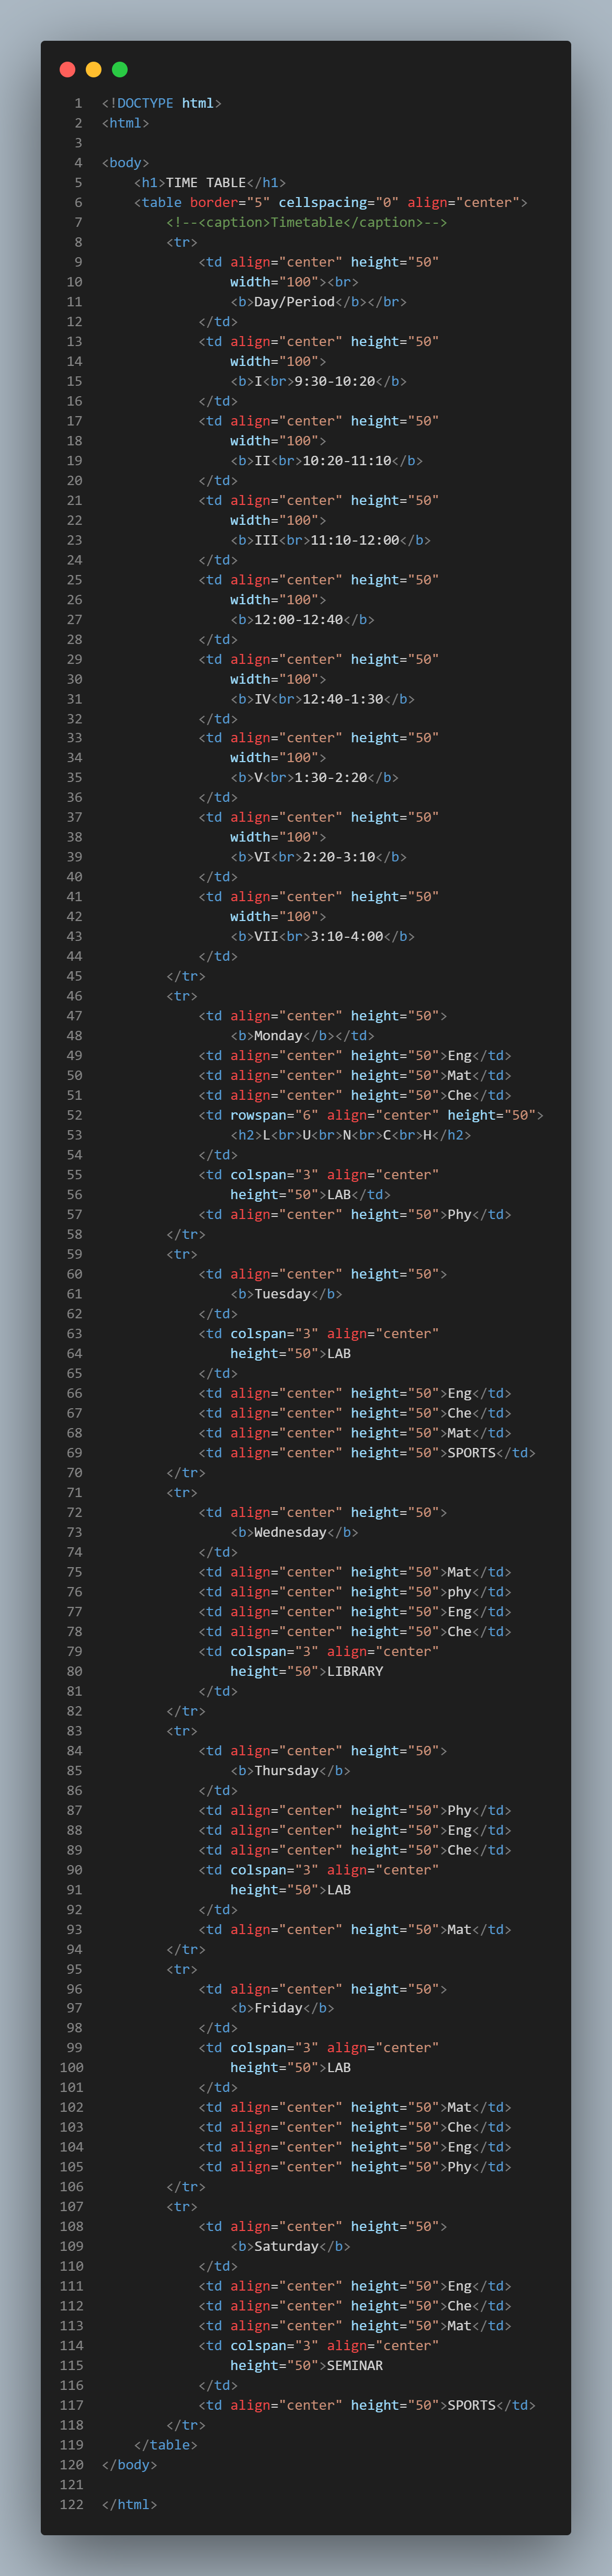 1 <!DOCTYPE html>
2 <html>
3
4 <body>
5     <h1>TIME TABLE</h1>
6     <table border="5" cellspacing="0" align="center">
7         <!--<caption>Timetable</caption>-->
8         <tr>
9             <td align="center" height="50"
10                 width="100"><br>
11                 <b>Day/Period</b></br>
12             </td>
13             <td align="center" height="50"
14                 width="100">
15                 <b>I<br>9:30-10:20</b>
16             </td>
17             <td align="center" height="50"
18                 width="100">
19                 <b>II<br>10:20-11:10</b>
20             </td>
21             <td align="center" height="50"
22                 width="100">
23                 <b>III<br>11:10-12:00</b>
24             </td>
25             <td align="center" height="50"
26                 width="100">
27                 <b>12:00-12:40</b>
28             </td>
29             <td align="center" height="50"
30                 width="100">
31                 <b>IV<br>12:40-1:30</b>
32             </td>
33             <td align="center" height="50"
34                 width="100">
35                 <b>V<br>1:30-2:20</b>
36             </td>
37             <td align="center" height="50"
38                 width="100">
39                 <b>VI<br>2:20-3:10</b>
40             </td>
41             <td align="center" height="50"
42                 width="100">
43                 <b>VII<br>3:10-4:00</b>
44             </td>
45         </tr>
46         <tr>
47             <td align="center" height="50">
48                 <b>Monday</b></td>
49             <td align="center" height="50">Eng</td>
50             <td align="center" height="50">Mat</td>
51             <td align="center" height="50">Che</td>
52             <td rowspan="6" align="center" height="50">
53                 <h2>L<br>U<br>N<br>C<br>H</h2>
54             </td>
55             <td colspan="3" align="center"
56                 height="50">LAB</td>
57             <td align="center" height="50">Phy</td>
58         </tr>
59         <tr>
60             <td align="center" height="50">
61                 <b>Tuesday</b>
62             </td>
63             <td colspan="3" align="center"
64                 height="50">LAB
65             </td>
66             <td align="center" height="50">Eng</td>
67             <td align="center" height="50">Che</td>
68             <td align="center" height="50">Mat</td>
69             <td align="center" height="50">SPORTS</td>
70         </tr>
71         <tr>
72             <td align="center" height="50">
73                 <b>Wednesday</b>
74             </td>
75             <td align="center" height="50">Mat</td>
76             <td align="center" height="50">phy</td>
77             <td align="center" height="50">Eng</td>
78             <td align="center" height="50">Che</td>
79             <td colspan="3" align="center"
80                 height="50">LIBRARY
81             </td>
82         </tr>
83         <tr>
84             <td align="center" height="50">
85                 <b>Thursday</b>
86             </td>
87             <td align="center" height="50">Phy</td>
88             <td align="center" height="50">Eng</td>
89             <td align="center" height="50">Che</td>
90             <td colspan="3" align="center"
91                 height="50">LAB
92             </td>
93             <td align="center" height="50">Mat</td>
94         </tr>
95         <tr>
96             <td align="center" height="50">
97                 <b>Friday</b>
98             </td>
99             <td colspan="3" align="center"
100                 height="50">LAB
101             </td>
102             <td align="center" height="50">Mat</td>
103             <td align="center" height="50">Che</td>
104             <td align="center" height="50">Eng</td>
105             <td align="center" height="50">Phy</td>
106         </tr>
107         <tr>
108             <td align="center" height="50">
109                 <b>Saturday</b>
110             </td>
111             <td align="center" height="50">Eng</td>
112             <td align="center" height="50">Che</td>
113             <td align="center" height="50">Mat</td>
114             <td colspan="3" align="center"
115                 height="50">SEMINAR
116             </td>
117             <td align="center" height="50">SPORTS</td>
118         </tr>
119     </table>
120 </body>
121
122 </html>